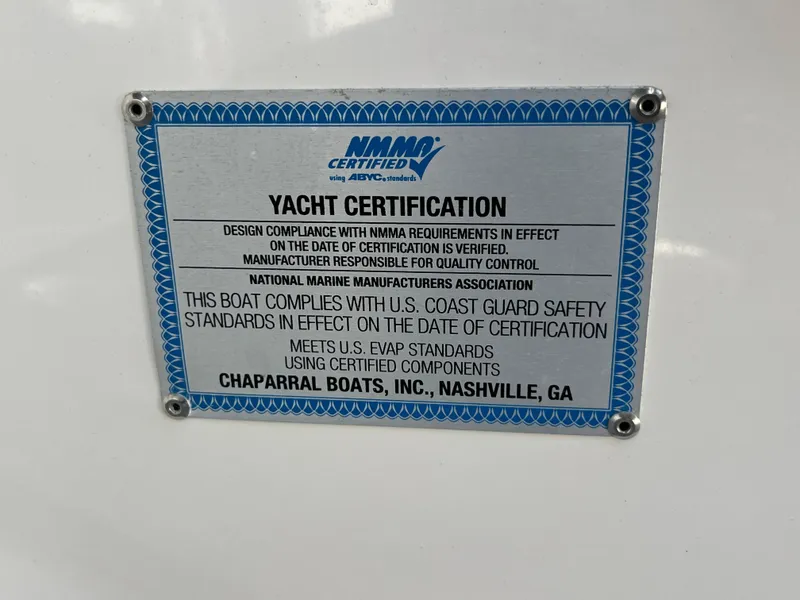 NMMA®
CERTIFIED
using ABYC® standards
YACHT CERTIFICATION
DESIGN COMPLIANCE WITH NMMA REQUIREMENTS IN EFFECT
ON THE DATE OF CERTIFICATION IS VERIFIED.
MANUFACTURER RESPONSIBLE FOR QUALITY CONTROL
NATIONAL MARINE MANUFACTURERS ASSOCIATION
THIS BOAT COMPLIES WITH U.S. COAST GUARD SAFETY
STANDARDS IN EFFECT ON THE DATE OF CERTIFICATION
MEETS U.S. EVAP STANDARDS
USING CERTIFIED COMPONENTS
CHAPARRAL BOATS, INC., NASHVILLE, GA